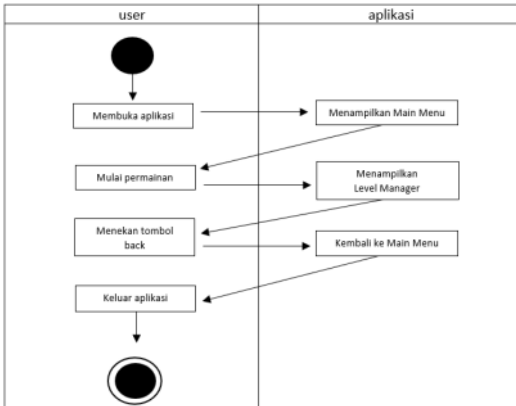 user
aplikasi
Membuka aplikasi
Menampilkan Main Menu
Mulai permainan
Menampilkan
Level Manager
Menekan tombol
back
Kembali ke Main Menu
Keluar aplikasi